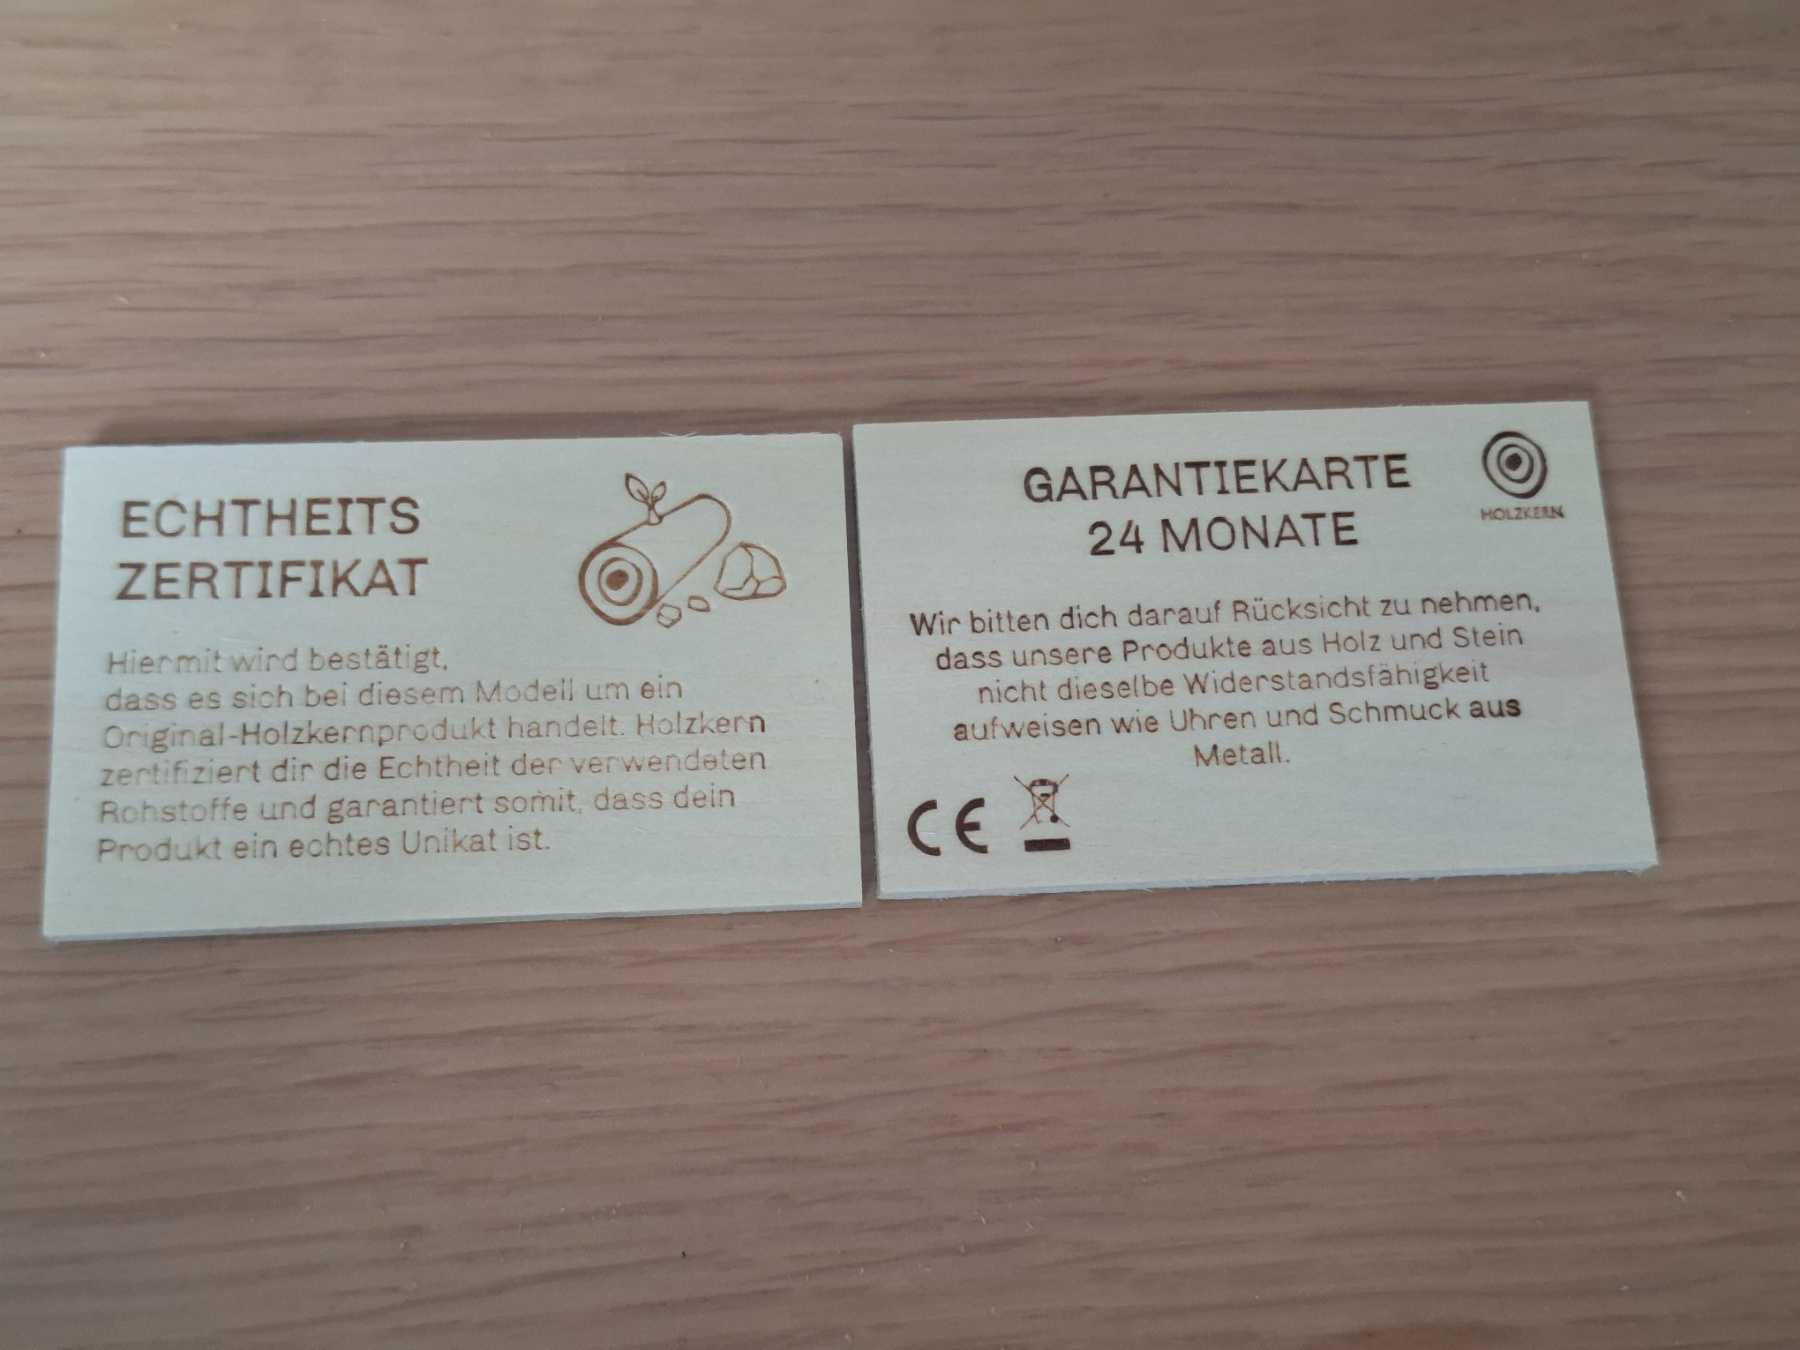 ECHTHEITS
ZERTIFIKAT
Hiermit wird bestätigt,
dass es sich bei diesem Modell um ein
Original-Holzkernprodukt handelt. Holzkern
zertifiziert dir die Echtheit der verwendeten
Rohstoffe und garantiert somit, dass dein
Produkt ein echtes Unikat ist.
GARANTIEKARTE
24 MONATE
HOLZKERN
Wir bitten dich darauf Rücksicht zu nehmen,
dass unsere Produkte aus Holz und Stein
nicht dieselbe Widerstandsfähigkeit
aufweisen wie Uhren und Schmuck aus
Metall.
CE